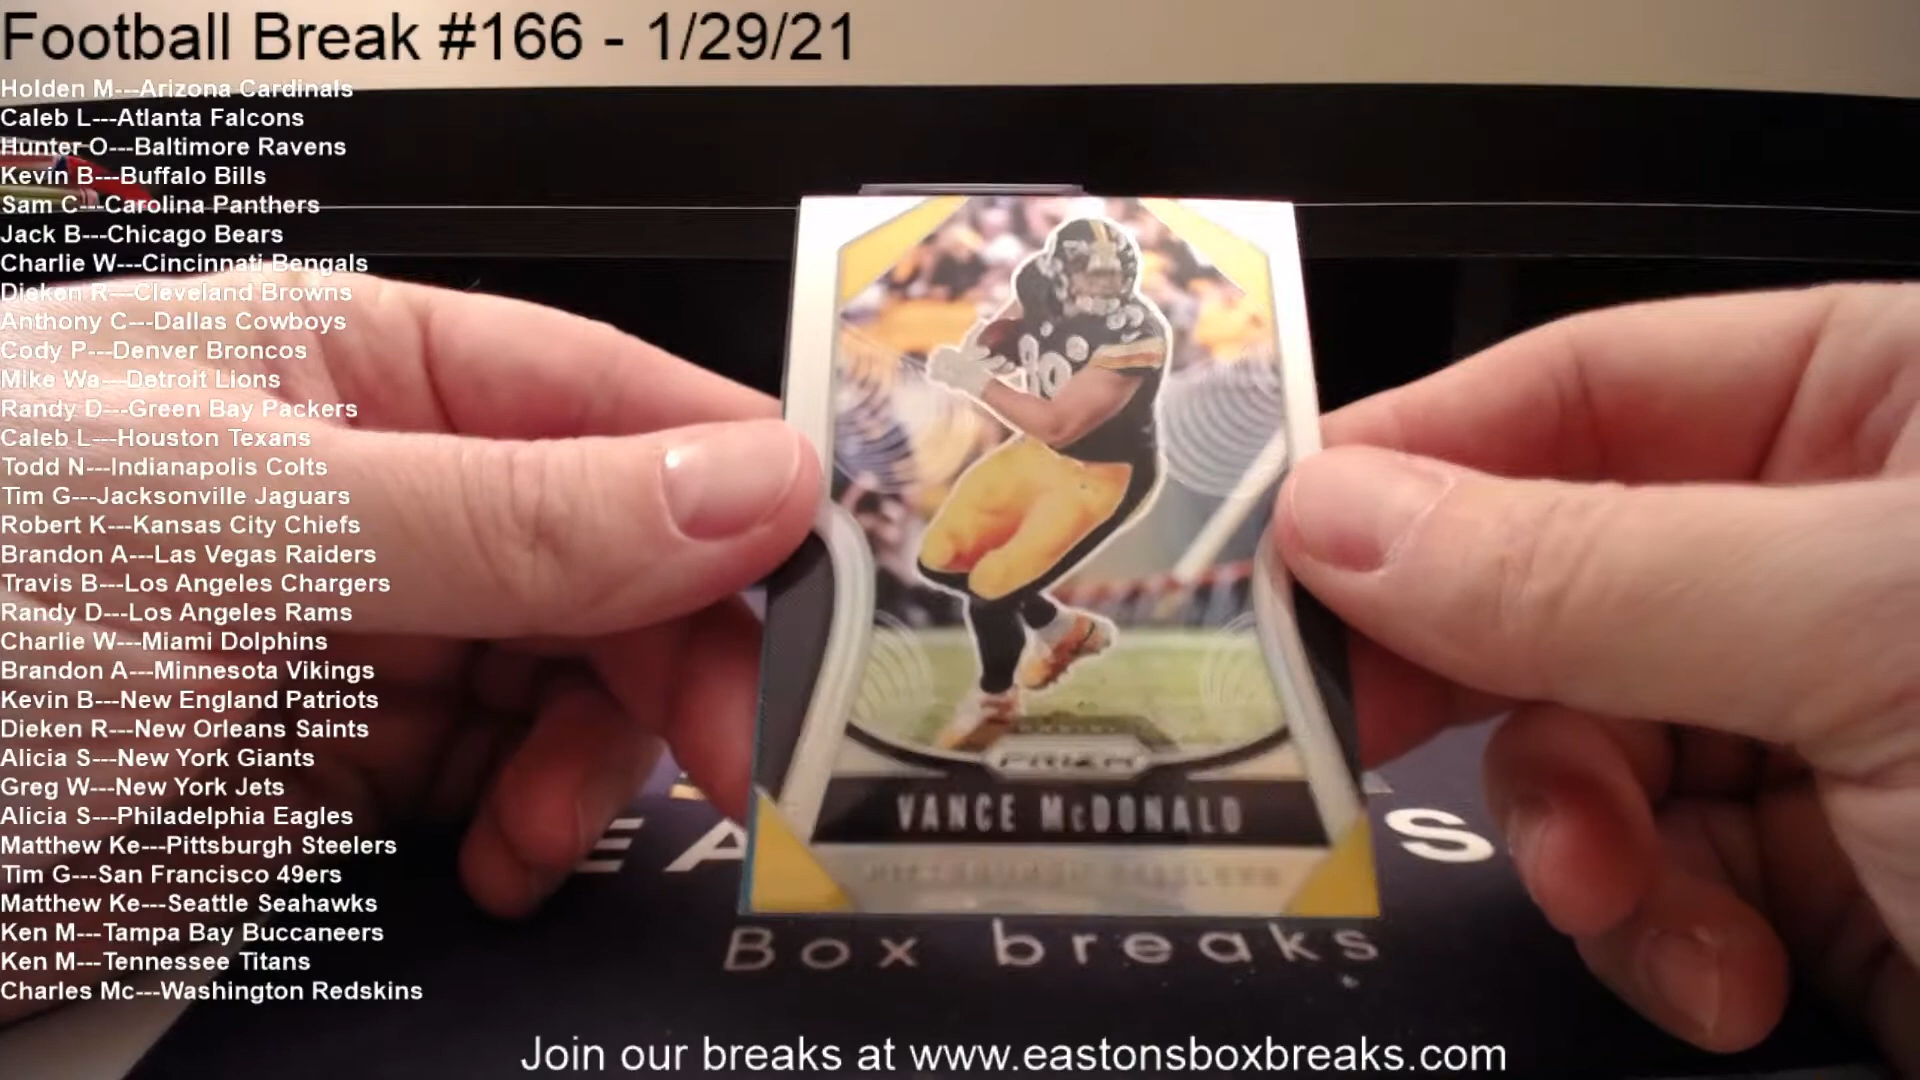 Football Break #166 - 1/29/21
Holden M---Arizona Cardinals
Caleb L---Atlanta Falcons
Hunter O---Baltimore Ravens
Kevin B---Buffalo Bills
Sam C---Carolina Panthers
Jack B---Chicago Bears
Charlie W---Cincinnati Bengals
Dieken R---Cleveland Browns
Anthony C---Dallas Cowboys
Cody P---Denver Broncos
Mike Wa---Detroit Lions
Randy D---Green Bay Packers
Caleb L---Houston Texans
Todd N---Indianapolis Colts
Tim G---Jacksonville Jaguars
Robert K---Kansas City Chiefs
Brandon A---Las Vegas Raiders
Travis B---Los Angeles Chargers
Randy D---Los Angeles Rams
Charlie W---Miami Dolphins
Brandon A---Minnesota Vikings
Kevin B---New England Patriots
Dieken R---New Orleans Saints
Alicia S---New York Giants
Greg W---New York Jets
Alicia S---Philadelphia Eagles
Matthew Ke---Pittsburgh Steelers
Tim G---San Francisco 49ers
Matthew Ke---Seattle Seahawks
Ken M---Tampa Bay Buccaneers
Ken M---Tennessee Titans
Charles Mc---Washington Redskins
89
PRIZM
VANCE McDONALD
PITTSBURGH STEELERS
EA S
Box breaks
Join our breaks at www.eastonsboxbreaks.com